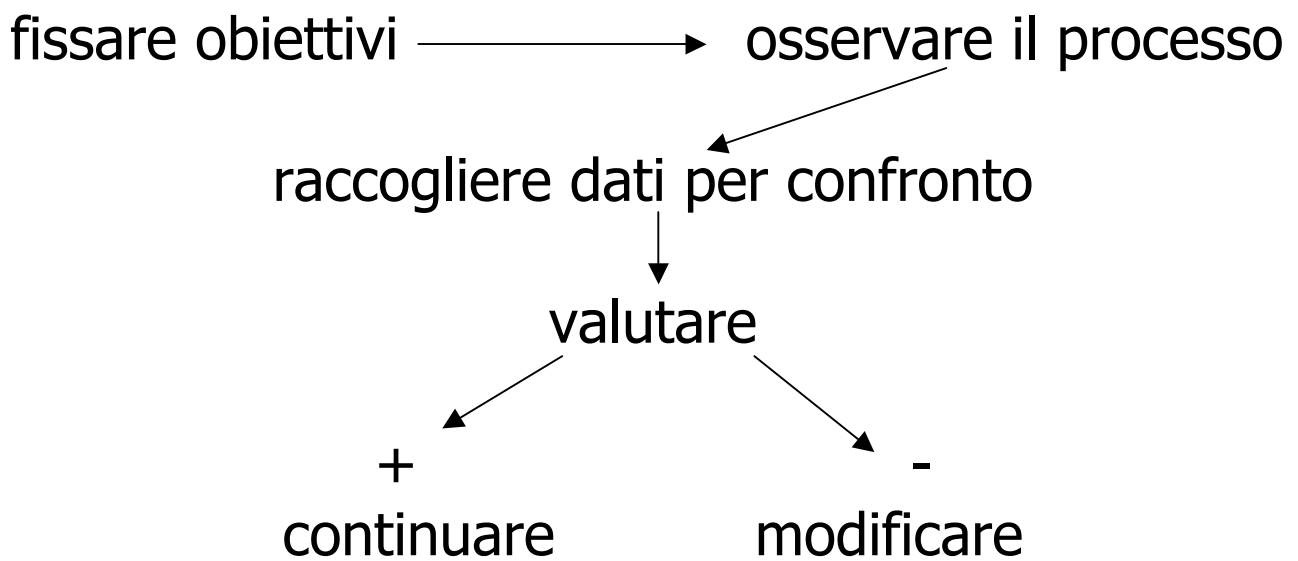 fissare obiettivi osservare il processo
raccogliere dati per confronto
valutare
+ -
continuare modificare